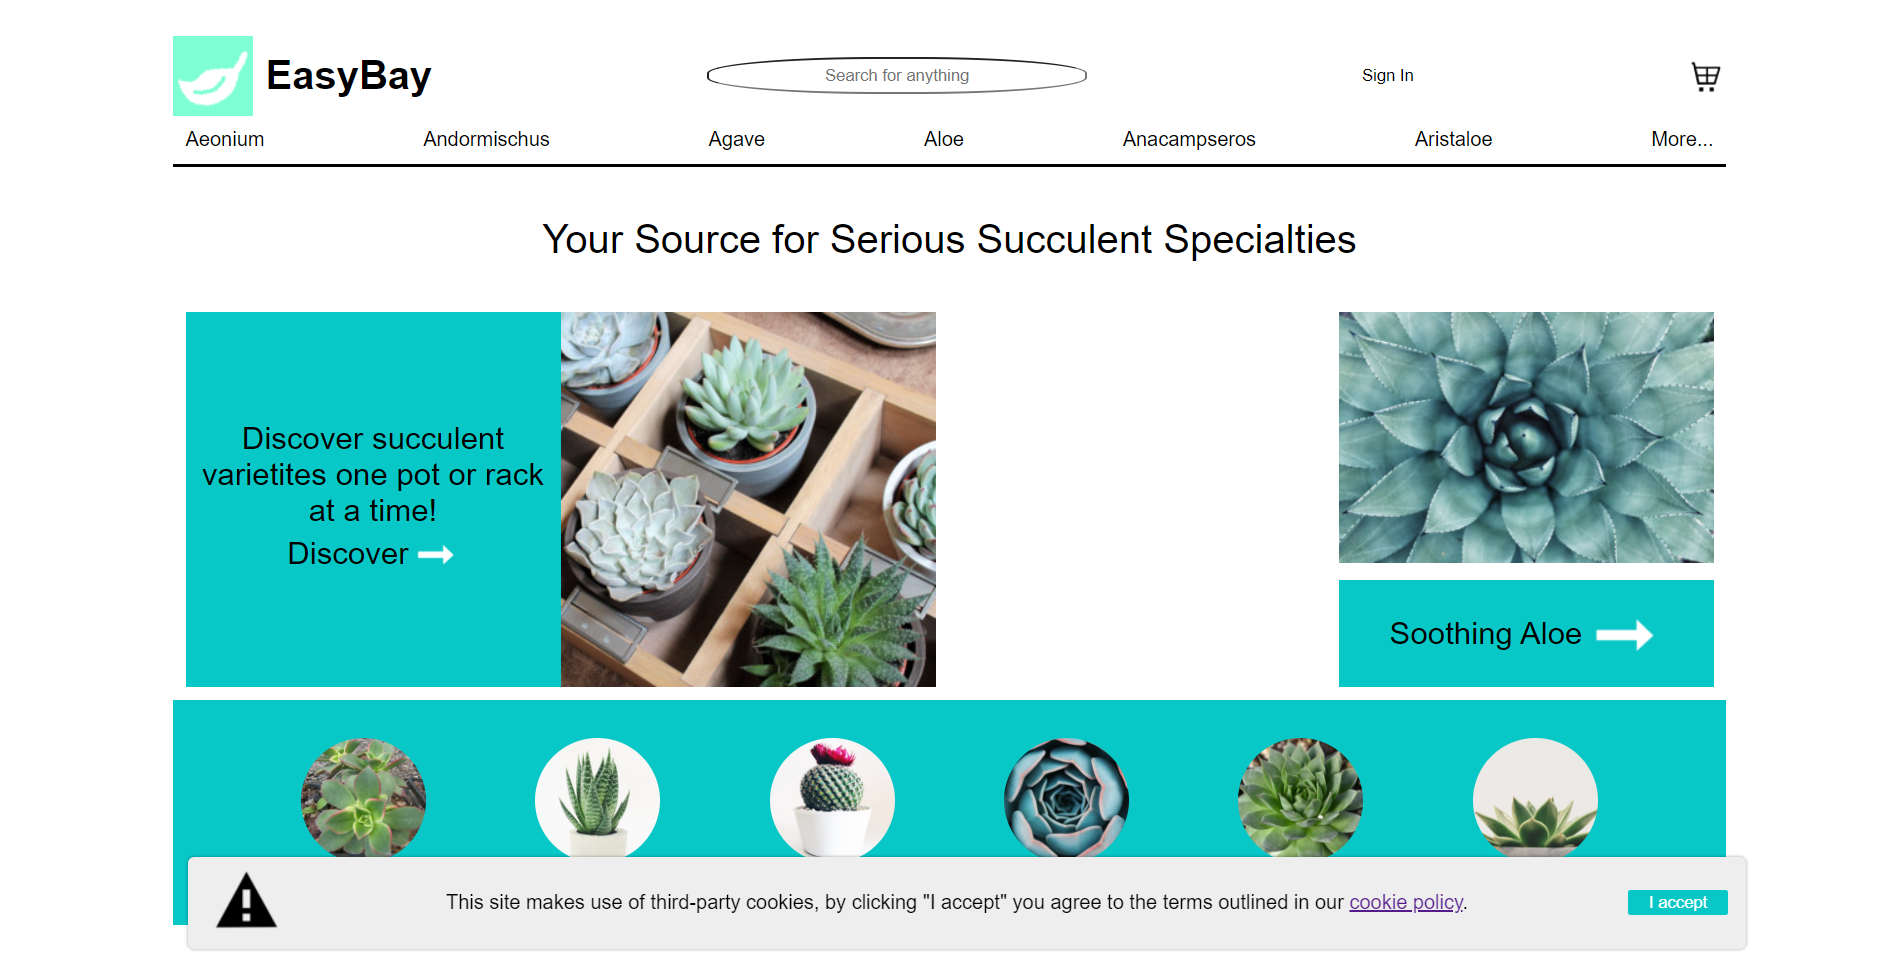 EasyBay
Search for anything
Sign In
Aeonium
Andormischus
Agave
Aloe
Anacampseros
Aristaloe
More...
Your Source for Serious Succulent Specialties
Discover succulent
varietites one pot or rack
at a time!
Discover
Soothing Aloe
This site makes use of third-party cookies, by clicking "I accept" you agree to the terms outlined in our cookie policy.
I accept